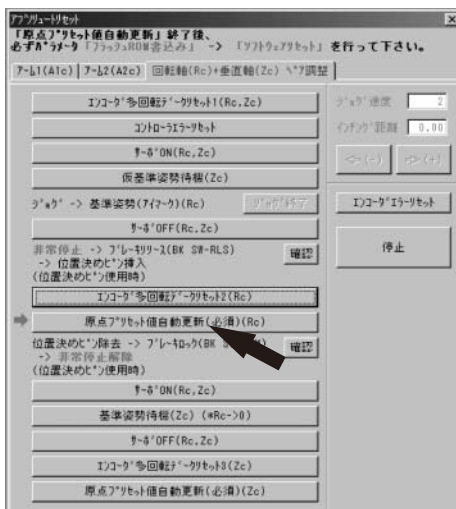 アブソリュートリセット
「原点プリセット値自動更新」終了後、
必ずパラメータ「フラッシュROM書込み」 -> 「ソフトウェアリセット」を行って下さい。
アーム1(A1c)
アーム2(A2c)
回転軸(Rc)+垂直軸(Zc) ペア調整
エンコーダ多回転データリセット1(Rc,Zc)
コントローラエラーリセット
サーボON(Rc,Zc)
仮基準姿勢待機(Zc)
ジョグ -> 基準姿勢(アイマーク)(Rc)
ジョグ終了
サーボOFF(Rc,Zc)
非常停止 -> ブレーキリリース(BK SW-RLS)
-> 位置決めピン挿入
(位置決めピン使用時)
確認
エンコーダ多回転データリセット2(Rc)
原点プリセット値自動更新(必須)(Rc)
位置決めピン除去 -> ブレーキロック(BK
-> 非常停止解除
(位置決めピン使用時)
確認
サーボON(Rc,Zc)
基準姿勢待機(Zc) (*Rc->0)
サーボOFF(Rc,Zc)
エンコーダ多回転データリセット3(Zc)
原点プリセット値自動更新(必須)(Zc)
ジョグ速度 2
インチング距離 0.00
<=(-)
=>(+)
エンコーダエラーリセット
停止